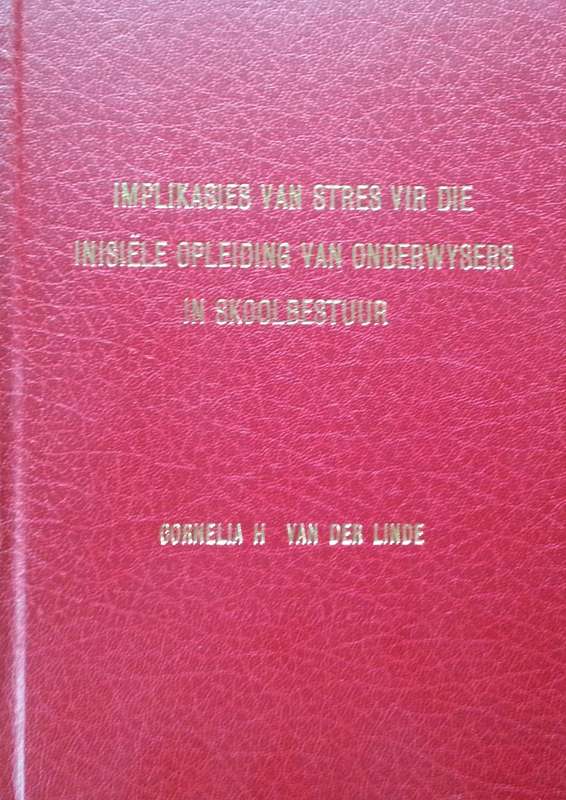 IMPLIKASIES VAN STRES VIR DIE
INISIËLE OPLEIDING VAN ONDERWYSERS
IN SKOOLBESTUUR
CORNELIA H VAN DER LINDE